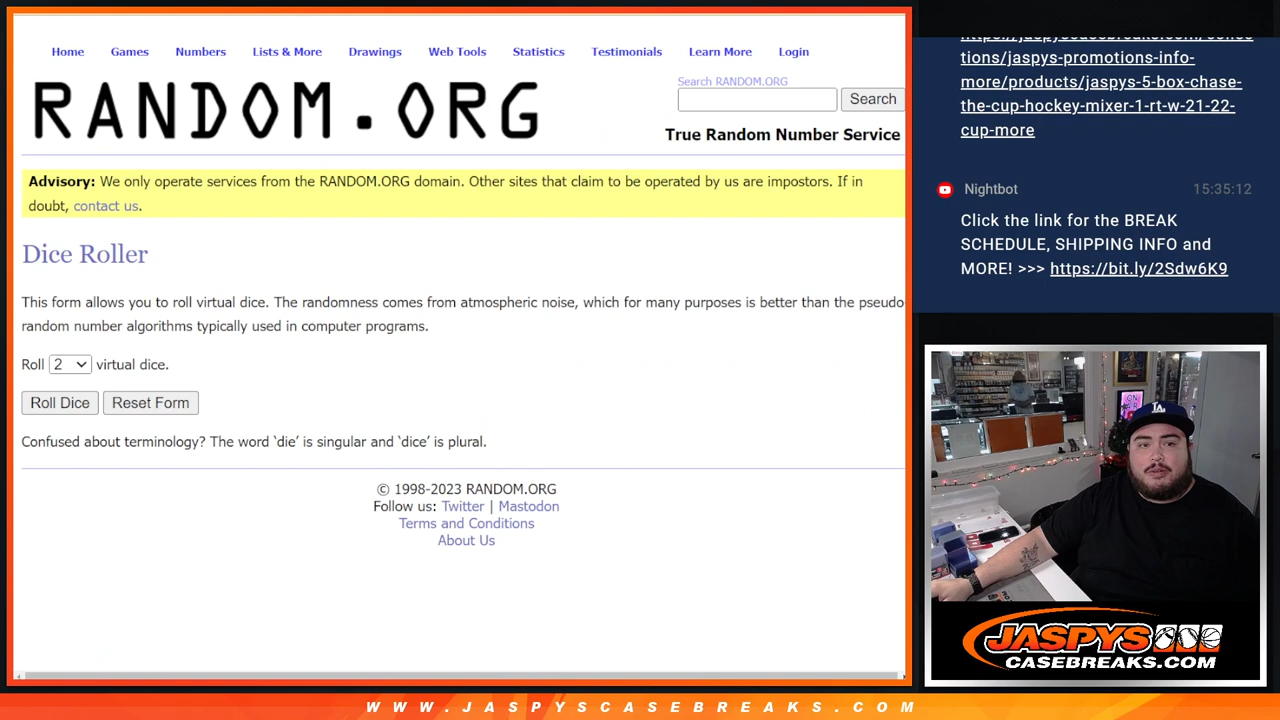 Home Games Numbers Lists & More Drawings Web Tools Statistics Testimonials Learn More Login
RANDOM.ORG
Search RANDOM.ORG
Search
True Random Number Service
Advisory: We only operate services from the RANDOM.ORG domain. Other sites that claim to be operated by us are impostors. If in
doubt, contact us.
Dice Roller
This form allows you to roll virtual dice. The randomness comes from atmospheric noise, which for many purposes is better than the pseudo
random number algorithms typically used in computer programs.
Roll 2 virtual dice.
Roll Dice Reset Form
Confused about terminology? The word ‘die’ is singular and ‘dice’ is plural.
© 1998-2023 RANDOM.ORG
Follow us: Twitter | Mastodon
Terms and Conditions
About Us
https://jaspyscasebreaks.com/collec
tions/jaspys-promotions-info-
more/products/jaspys-5-box-chase-
the-cup-hockey-mixer-1-rt-w-21-22-
cup-more
Nightbot 15:35:12
Click the link for the BREAK
SCHEDULE, SHIPPING INFO and
MORE! >>> https://bit.ly/2Sdw6K9
LA
JASPYS
CASEBREAKS.COM
WWW.JASPYSCASEBREAKS.COM